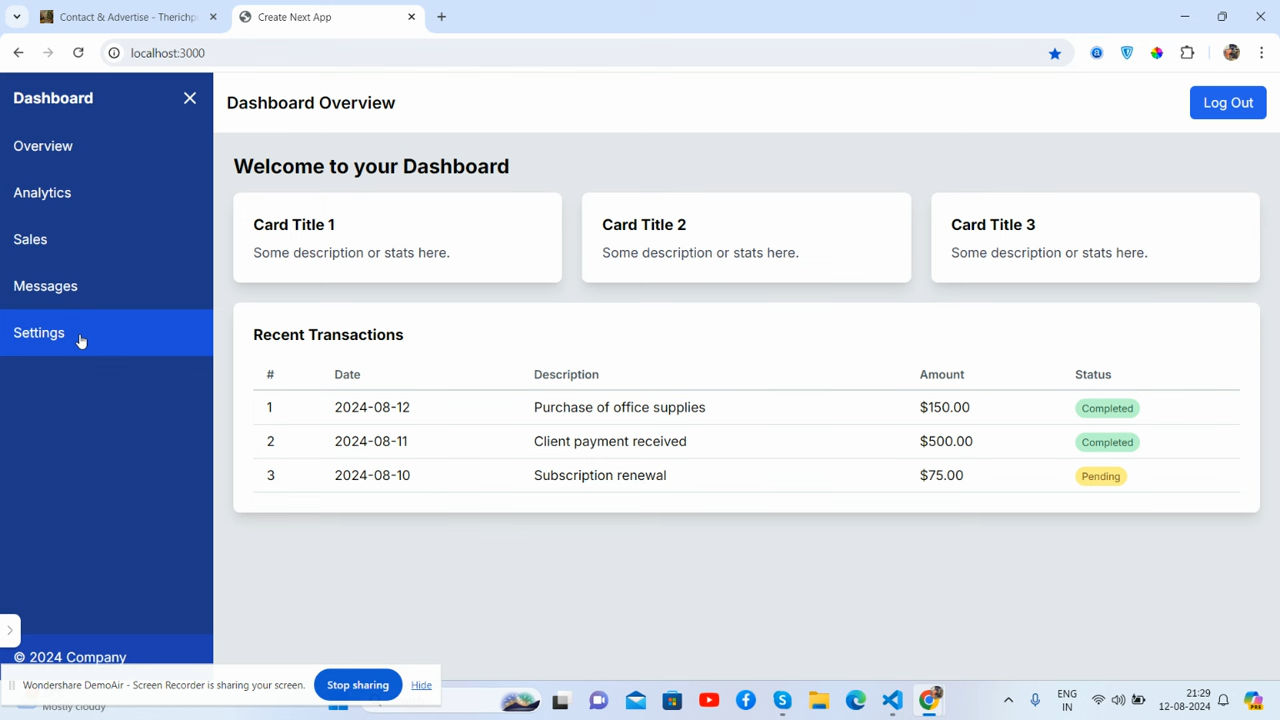 Contact & Advertise - Therichp
Create Next App
localhost:3000
Dashboard
Dashboard Overview
Log Out
Overview
Analytics
Sales
Messages
Settings
Welcome to your Dashboard
Card Title 1
Some description or stats here.
Card Title 2
Some description or stats here.
Card Title 3
Some description or stats here.
Recent Transactions
# Date Description Amount Status
1 2024-08-12 Purchase of office supplies $150.00 Completed
2 2024-08-11 Client payment received $500.00 Completed
3 2024-08-10 Subscription renewal $75.00 Pending
© 2024 Company
Wondershare DemoAir - Screen Recorder is sharing your screen. Stop sharing Hide
Mostly cloudy
ENG
IN
21:29
12-08-2024